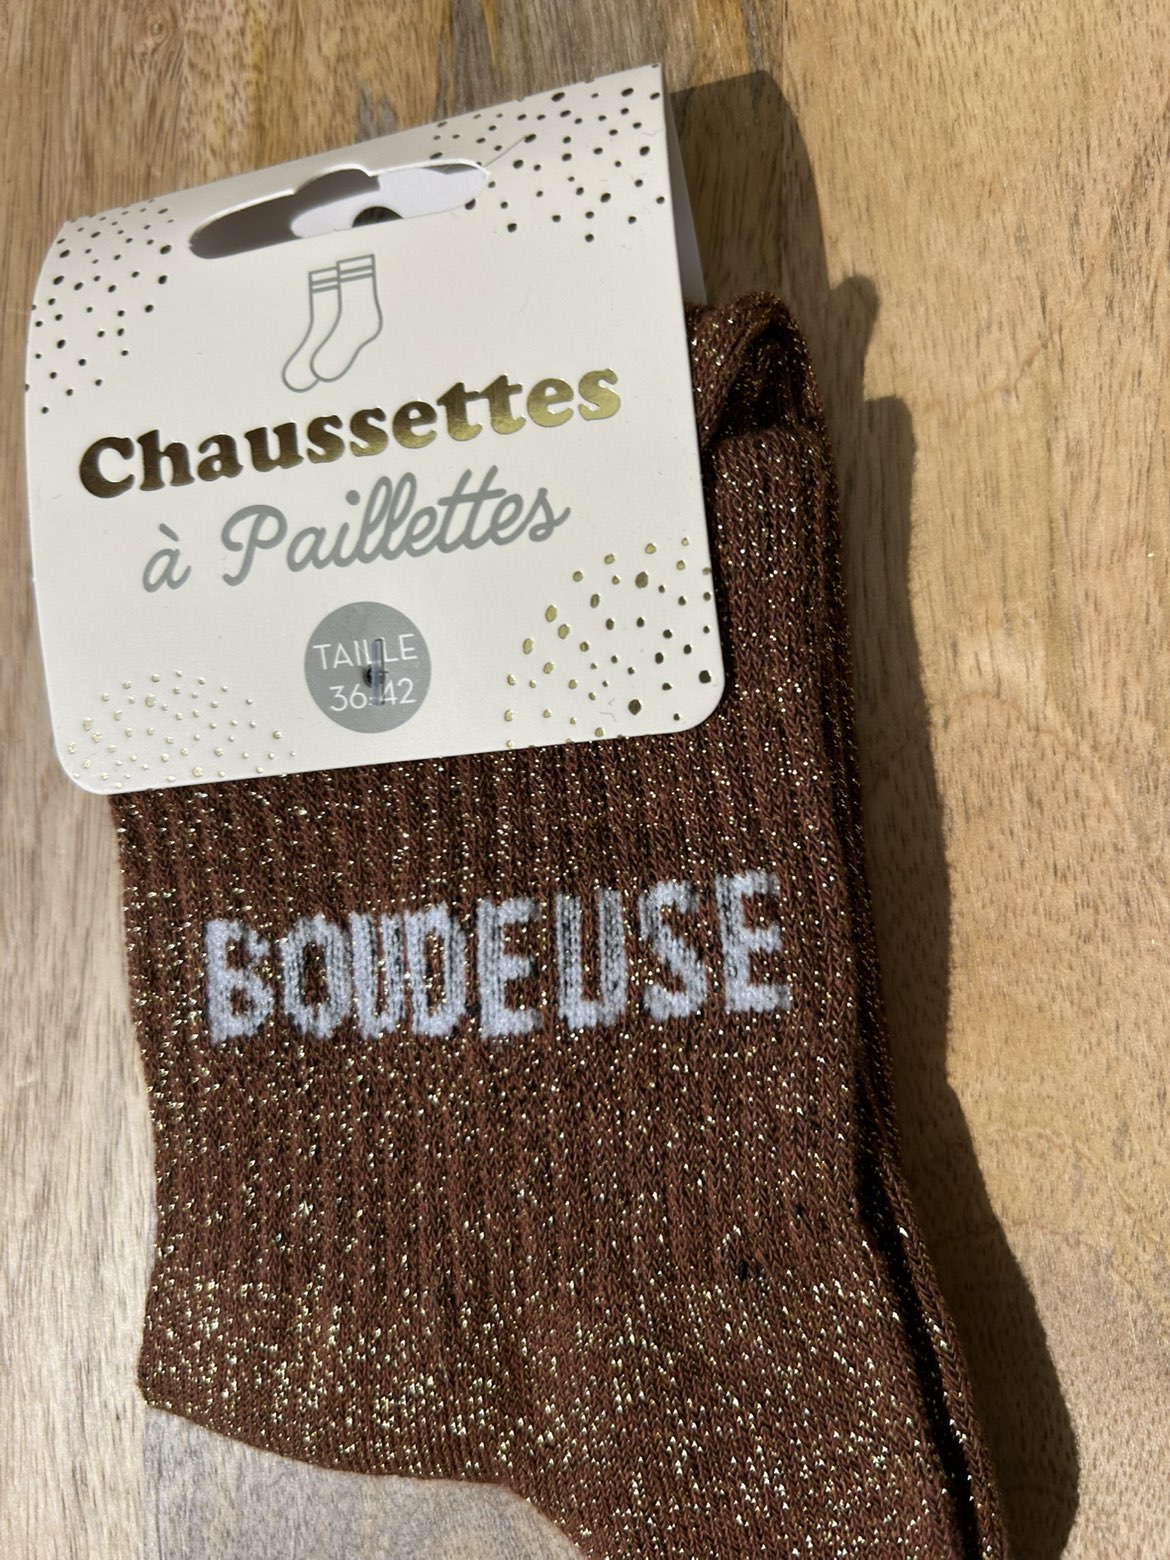 Chaussettes
à Paillettes
TAILLE
36-42
BOUDEUSE